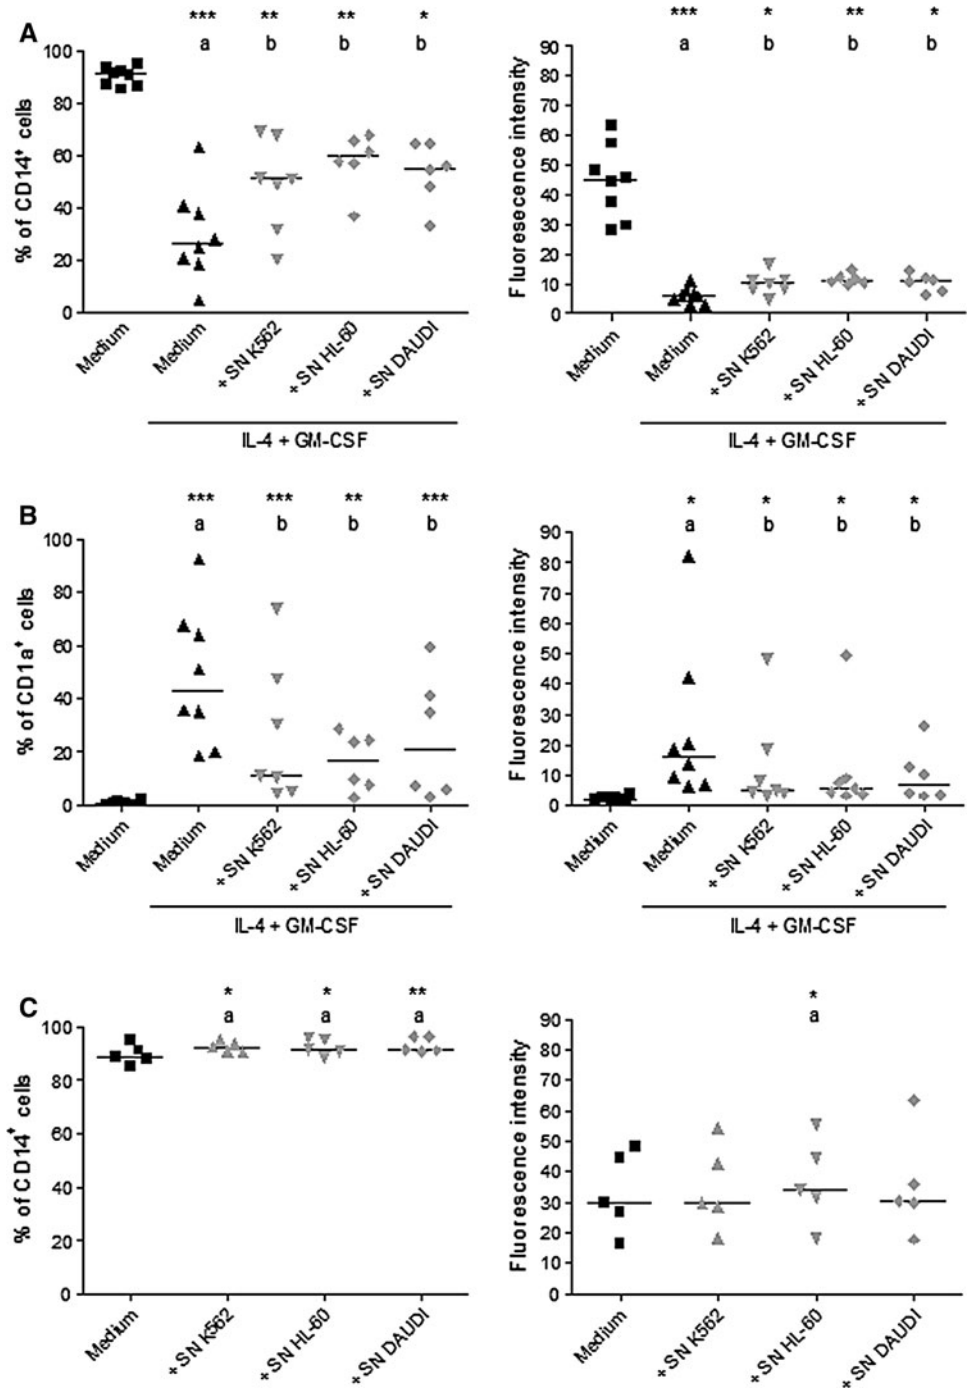 A
*** ** ** *
a b b b
% of CD14+ cells
100
80
60
40
20
0
Medium
Medium
+SN K562
+SN HL-60
+SN DAUDI
IL-4 + GM-CSF
*** * ** *
a b b b
Fluoresecence intensity
90
80
70
60
50
40
30
20
10
0
Medium
Medium
+SN K562
+SN HL-60
+SN DAUDI
IL-4 + GM-CSF
B
*** *** ** ***
a b b b
% of CD1a+ cells
100
80
60
40
20
0
Medium
Medium
+SN K562
+SN HL-60
+SN DAUDI
IL-4 + GM-CSF
* * * *
a b b b
Fluorescence intensity
90
80
70
60
50
40
30
20
10
0
Medium
Medium
+SN K562
+SN HL-60
+SN DAUDI
IL-4 + GM-CSF
C
* * **
a a a
% of CD14+ cells
100
80
60
40
20
0
Medium
+SN K562
+SN HL-60
+SN DAUDI
*
a
Fluorescence intensity
90
80
70
60
50
40
30
20
10
0
Medium
+SN K562
+SN HL-60
+SN DAUDI